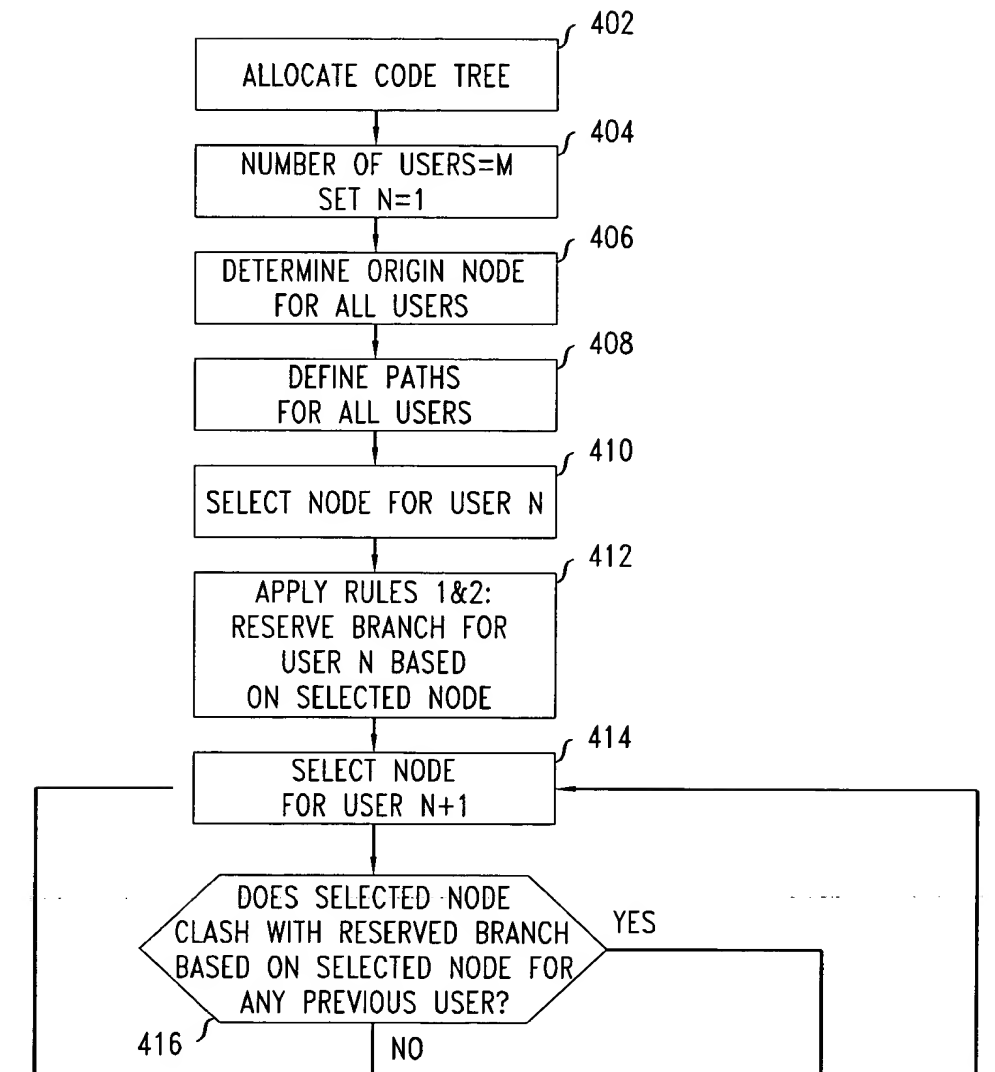 402
ALLOCATE CODE TREE
404
NUMBER OF USERS=M
SET N=1
406
DETERMINE ORIGIN NODE
FOR ALL USERS
408
DEFINE PATHS
FOR ALL USERS
410
SELECT NODE FOR USER N
412
APPLY RULES 1&2:
RESERVE BRANCH FOR
USER N BASED
ON SELECTED NODE
414
SELECT NODE
FOR USER N+1
DOES SELECTED NODE
CLASH WITH RESERVED BRANCH
BASED ON SELECTED NODE FOR
ANY PREVIOUS USER?
YES
416
NO